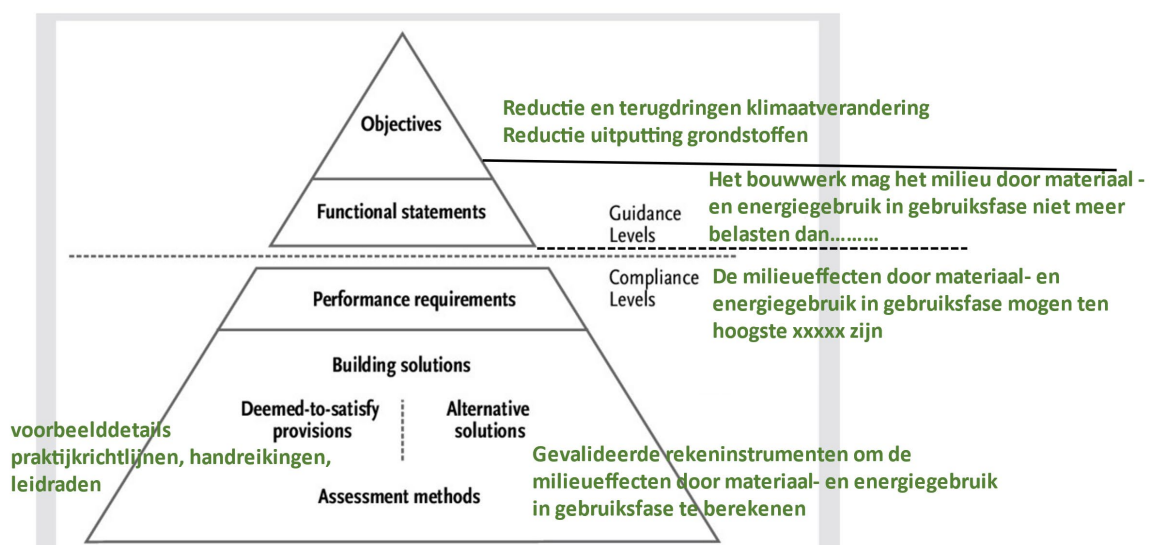 Objectives
Reductie en terugdringen klimaatverandering
Reductie uitputting grondstoffen
Functional statements
Guidance
Levels
Het bouwwerk mag het milieu door materiaal -
en energiegebruik in gebruiksfase niet meer
belasten dan………
Performance requirements
Compliance
Levels
De milieueffecten door materiaal- en
energiegebruik in gebruiksfase mogen ten
hoogste xxxxx zijn
Building solutions
Deemed-to-satisfy
provisions
Alternative
solutions
voorbeelddetails
praktijkrichtlijnen, handreikingen,
leidraden
Gevalideerde rekeninstrumenten om de
milieueffecten door materiaal- en energiegebruik
in gebruiksfase te berekenen
Assessment methods